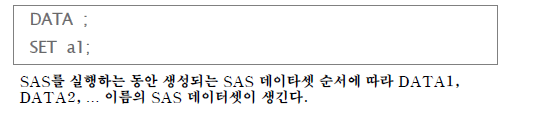 DATA ;
SET a1;
SAS를 실행하는 동안 생성되는 SAS 데이타셋 순서에 따라 DATA1,
DATA2, ... 이름의 SAS 데이터셋이 생긴다.